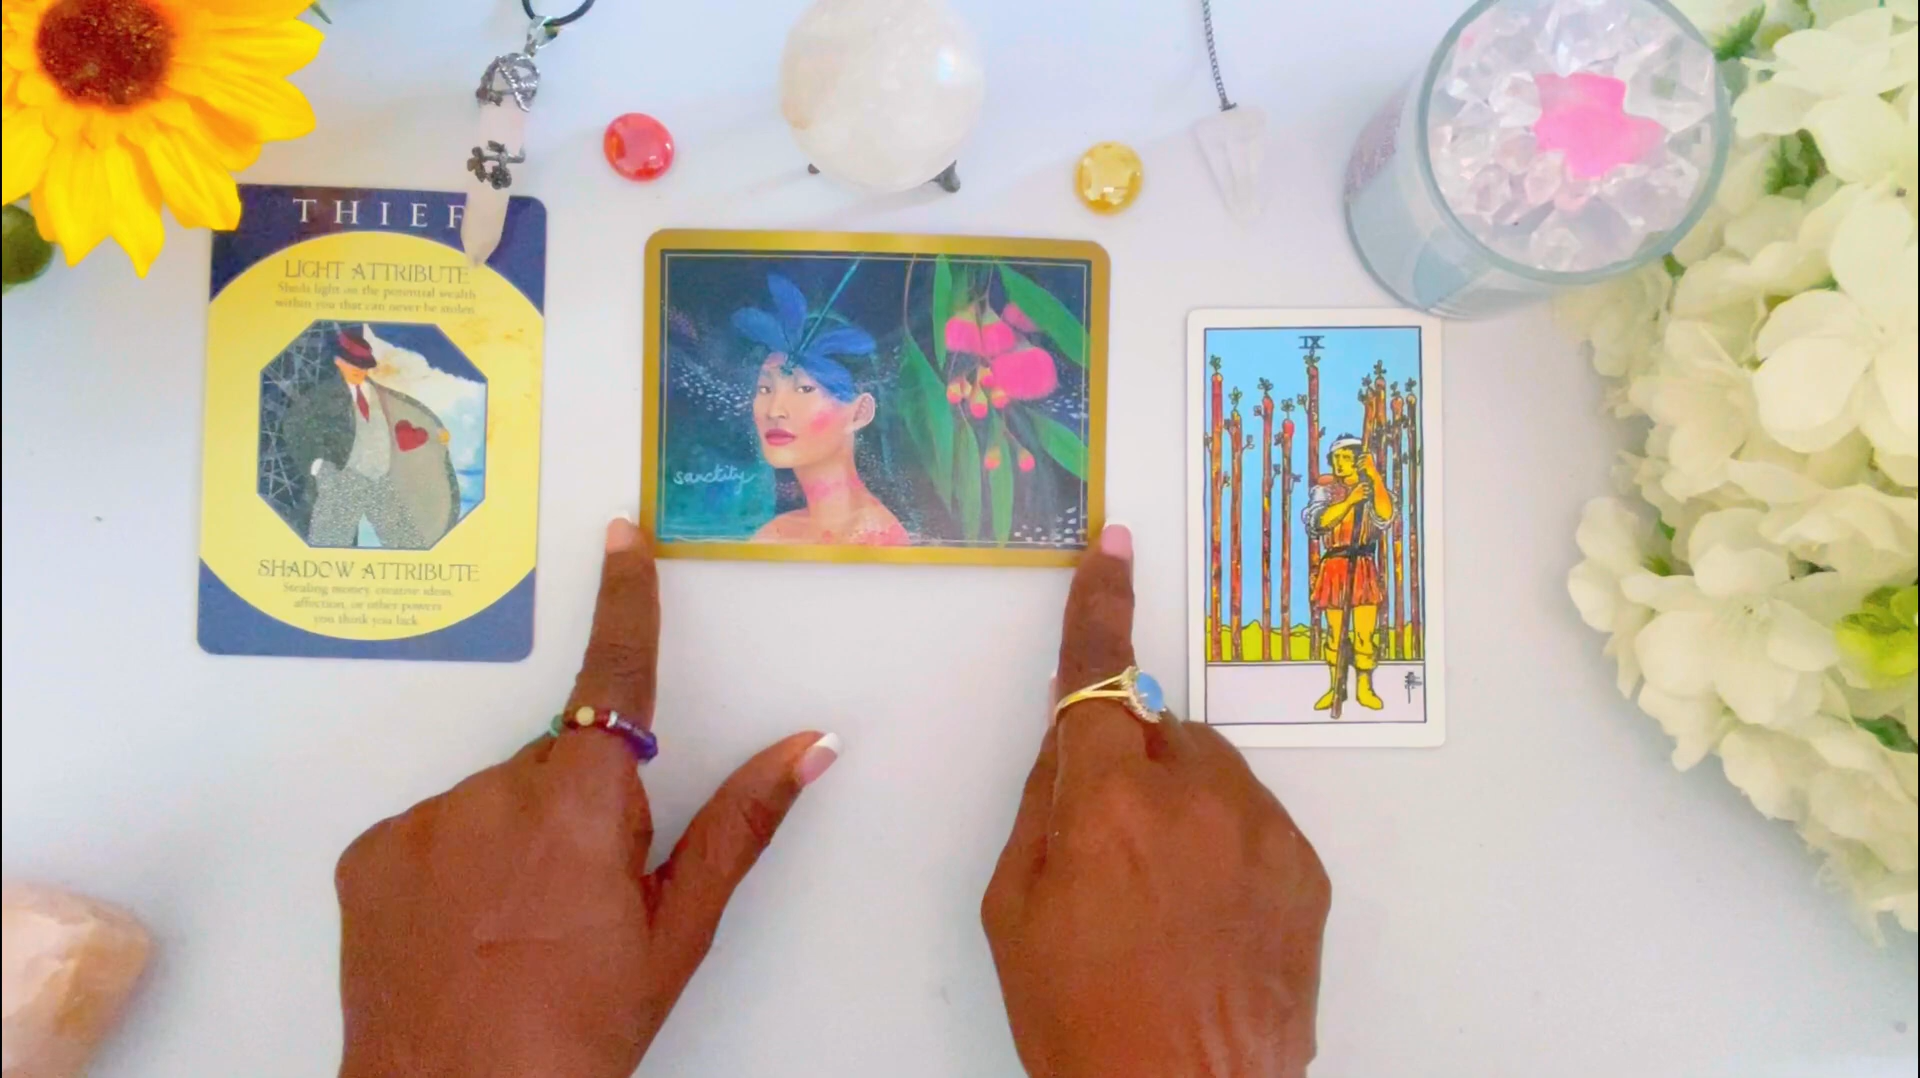 THIEF
LIGHT ATTRIBUTE
Sheds light on the potential wealth
within you that can never be stolen
SHADOW ATTRIBUTE
Stealing money, creative ideas,
affection, or other powers
you think you lack
sanctity
IX